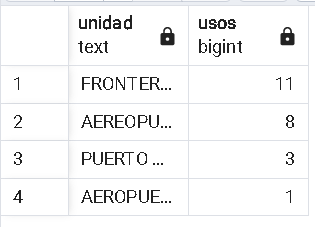 unidad usos
text bigint
1 FRONTER... 11
2 AEREOPU... 8
3 PUERTO ... 3
4 AEROPUE... 1